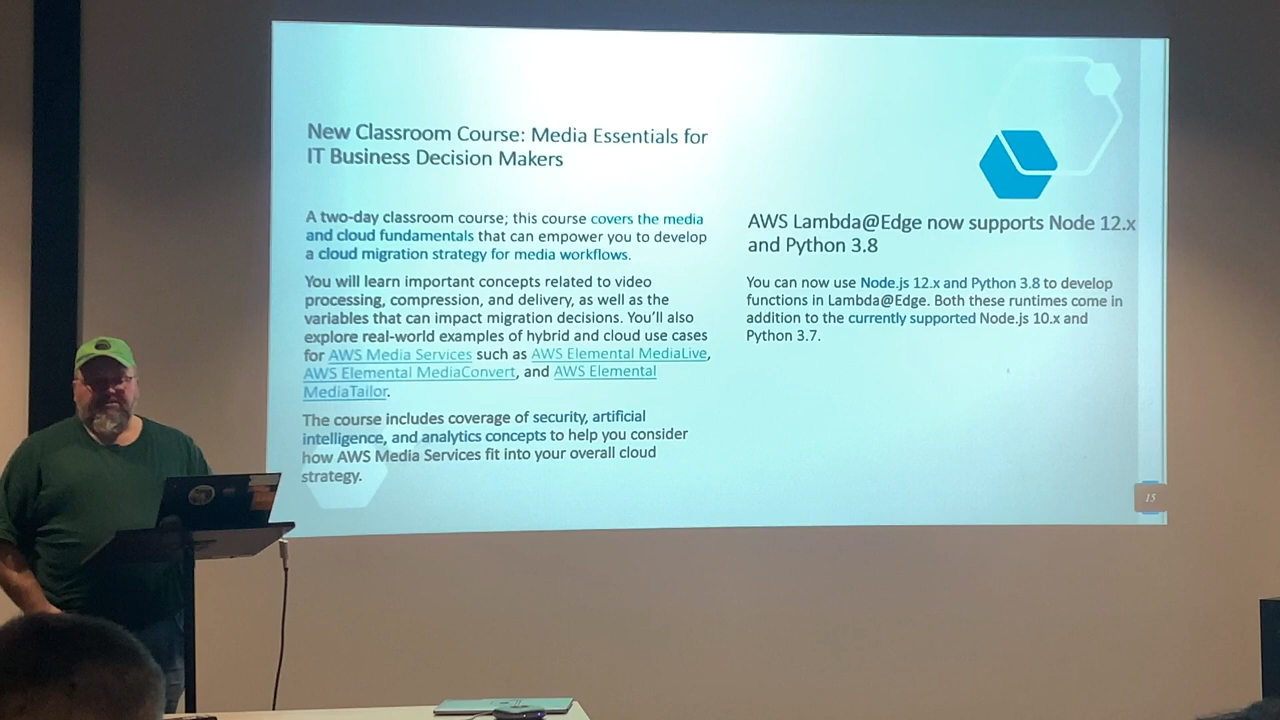 New Classroom Course: Media Essentials for
IT Business Decision Makers
A two-day classroom course; this course covers the media
and cloud fundamentals that can empower you to develop
a cloud migration strategy for media workflows.
You will learn important concepts related to video
processing, compression, and delivery, as well as the
variables that can impact migration decisions. You'll also
explore real-world examples of hybrid and cloud use cases
for AWS Media Services such as AWS Elemental MediaLive,
AWS Elemental MediaConvert, and AWS Elemental
MediaTailor.
The course includes coverage of security, artificial
intelligence, and analytics concepts to help you consider
how AWS Media Services fit into your overall cloud
strategy.
AWS Lambda@Edge now supports Node 12.x
and Python 3.8
You can now use Node.js 12.x and Python 3.8 to develop
functions in Lambda@Edge. Both these runtimes come in
addition to the currently supported Node.js 10.x and
Python 3.7.
15